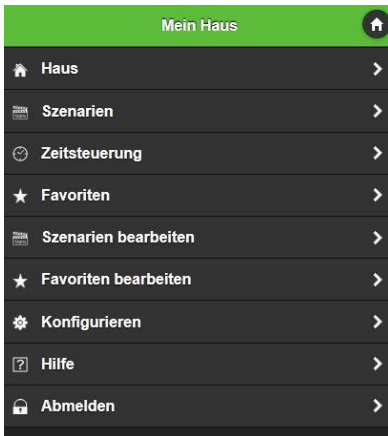 Mein Haus
Haus
Szenarien
Zeitsteuerung
Favoriten
Szenarien bearbeiten
Favoriten bearbeiten
Konfigurieren
Hilfe
Abmelden